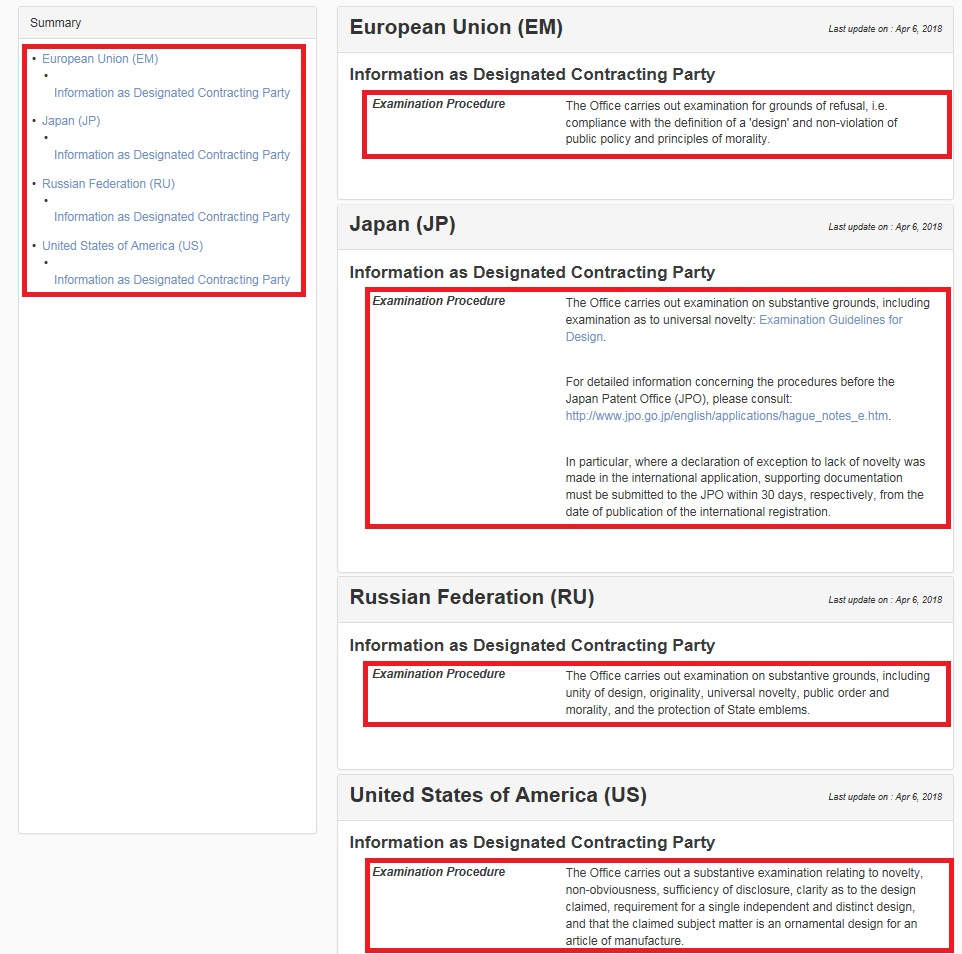 Summary
• European Union (EM)
•
Information as Designated Contracting Party
• Japan (JP)
•
Information as Designated Contracting Party
• Russian Federation (RU)
•
Information as Designated Contracting Party
• United States of America (US)
•
Information as Designated Contracting Party
European Union (EM)
Last update on : Apr 6, 2018
Information as Designated Contracting Party
Examination Procedure
The Office carries out examination for grounds of refusal, i.e.
compliance with the definition of a 'design' and non-violation of
public policy and principles of morality.
Japan (JP)
Last update on : Apr 6, 2018
Information as Designated Contracting Party
Examination Procedure
The Office carries out examination on substantive grounds, including
examination as to universal novelty: Examination Guidelines for
Design.
For detailed information concerning the procedures before the
Japan Patent Office (JPO), please consult:
http://www.jpo.go.jp/english/applications/hague_notes_e.htm.
In particular, where a declaration of exception to lack of novelty was
made in the international application, supporting documentation
must be submitted to the JPO within 30 days, respectively, from the
date of publication of the international registration.
Russian Federation (RU)
Last update on : Apr 6, 2018
Information as Designated Contracting Party
Examination Procedure
The Office carries out examination on substantive grounds, including
unity of design, originality, universal novelty, public order and
morality, and the protection of State emblems.
United States of America (US)
Last update on : Apr 6, 2018
Information as Designated Contracting Party
Examination Procedure
The Office carries out a substantive examination relating to novelty,
non-obviousness, sufficiency of disclosure, clarity as to the design
claimed, requirement for a single independent and distinct design,
and that the claimed subject matter is an ornamental design for an
article of manufacture.